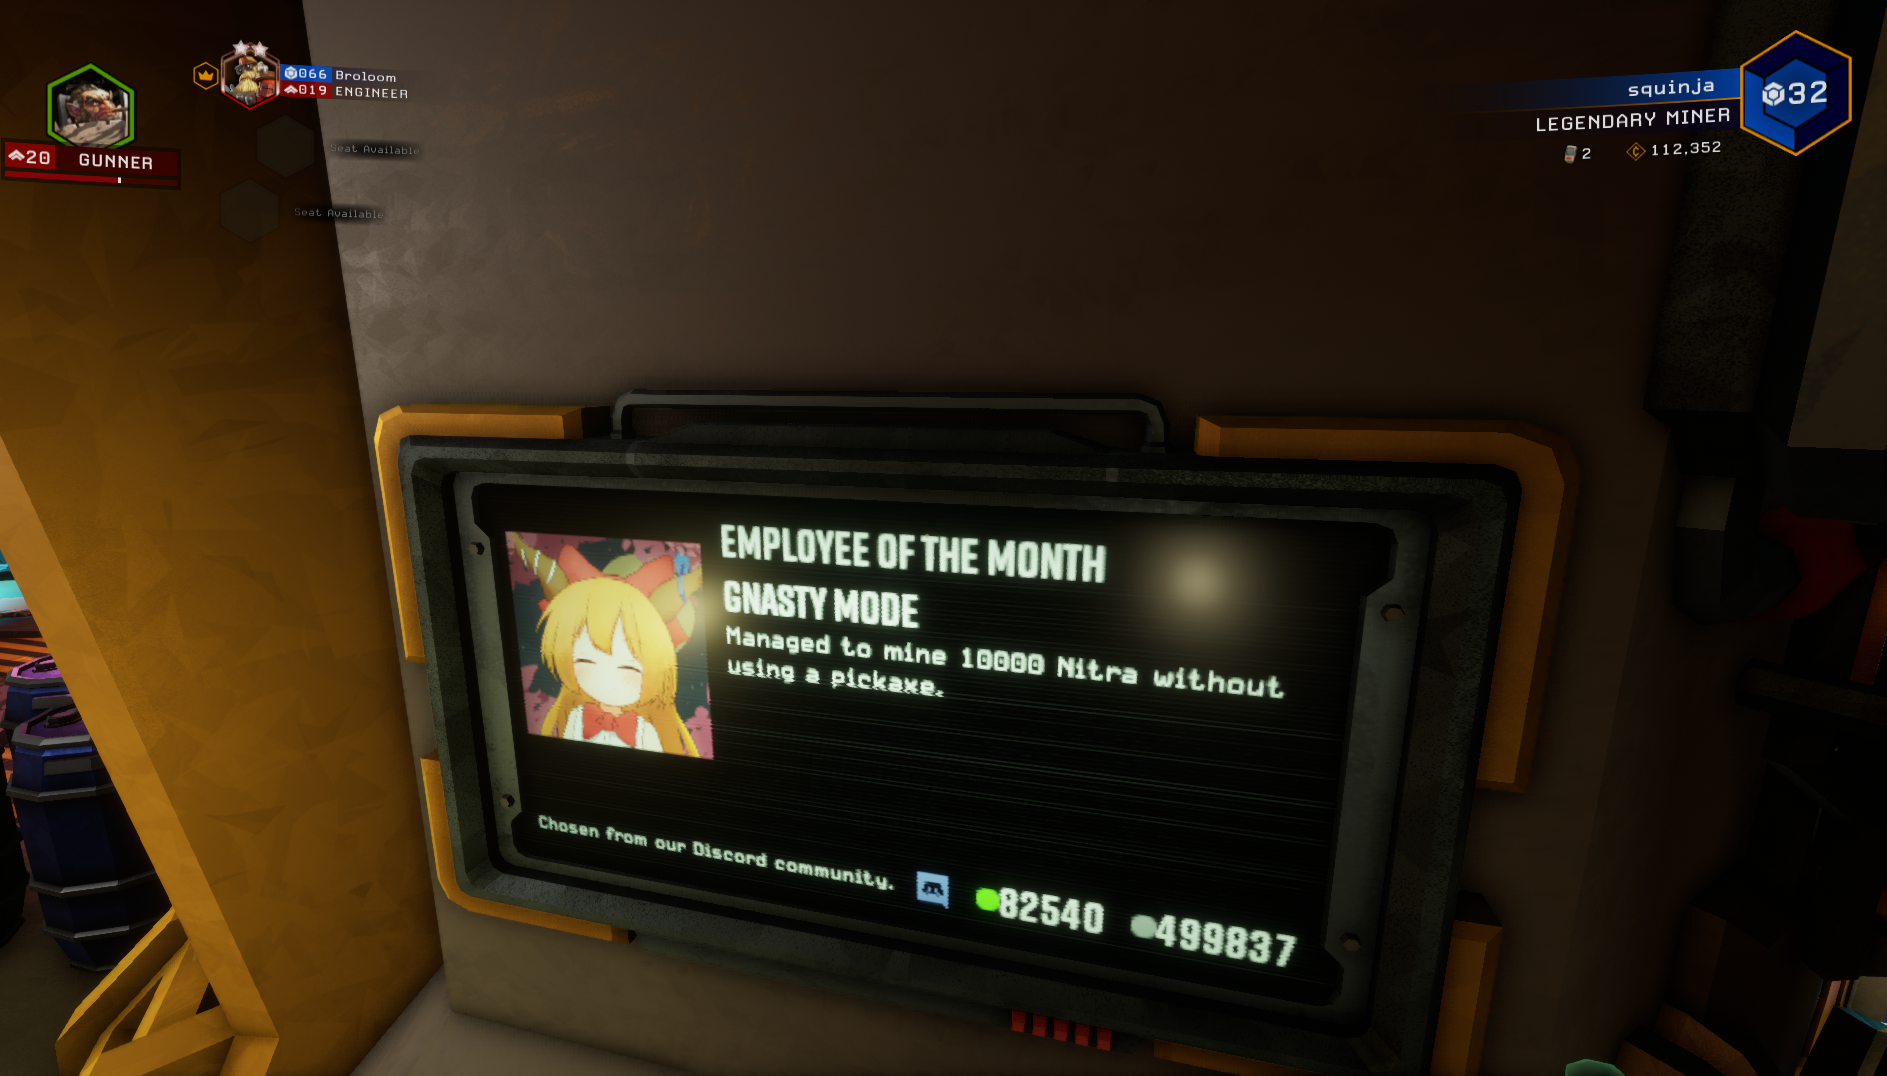 066 Broloom
019 ENGINEER
20 GUNNER
Seat Available
Seat Available
squinja
32
LEGENDARY MINER
2 112,352
EMPLOYEE OF THE MONTH
GNASTY MODE
Managed to mine 10000 Nitra without
using a pickaxe.
Chosen from our Discord community.
82540 499837